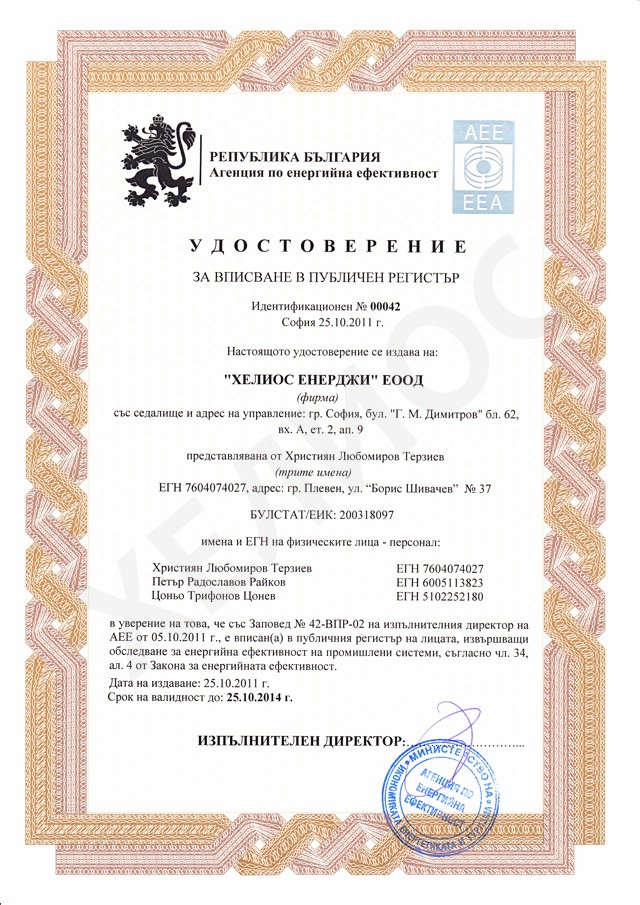 РЕПУБЛИКА БЪЛГАРИЯ
Агенция по енергийна ефективност
AEE
EEA
УДОСТОВЕРЕНИЕ
ЗА ВПИСВАНЕ В ПУБЛИЧЕН РЕГИСТЪР
Идентификационен № 00042
София 25.10.2011 г.
Настоящото удостоверение се издава на:
"ХЕЛИОС ЕНЕРДЖИ" ЕООД
(фирма)
със седалище и адрес на управление: гр. София, бул. "Г. М. Димитров" бл. 62,
вх. А, ет. 2, ап. 9
представлявана от Християн Любомиров Терзиев
(трите имена)
ЕГН 7604074027, адрес: гр. Плевен, ул. “Борис Шивачев” № 37
БУЛСТАТ/ЕИК: 200318097
имена и ЕГН на физическите лица - персонал:
Християн Любомиров Терзиев ЕГН 7604074027
Петър Радославов Райков ЕГН 6005113823
Цоньо Трифонов Цонев ЕГН 5102252180
в уверение на това, че със Заповед № 42-ВПР-02 на изпълнителния директор на
АЕЕ от 05.10.2011 г., е вписан(а) в публичния регистър на лицата, извършващи
обследване за енергийна ефективност на промишлени системи, съгласно чл. 34,
ал. 4 от Закона за енергийната ефективност.
Дата на издаване: 25.10.2011 г.
Срок на валидност до: 25.10.2014 г.
ИЗПЪЛНИТЕЛЕН ДИРЕКТОР:
МИНИСТЕРСТВО НА
АГЕНЦИЯ ПО
ЕНЕРГИЙНА
ЕФЕКТИВНОСТ
ХЕЛИОС